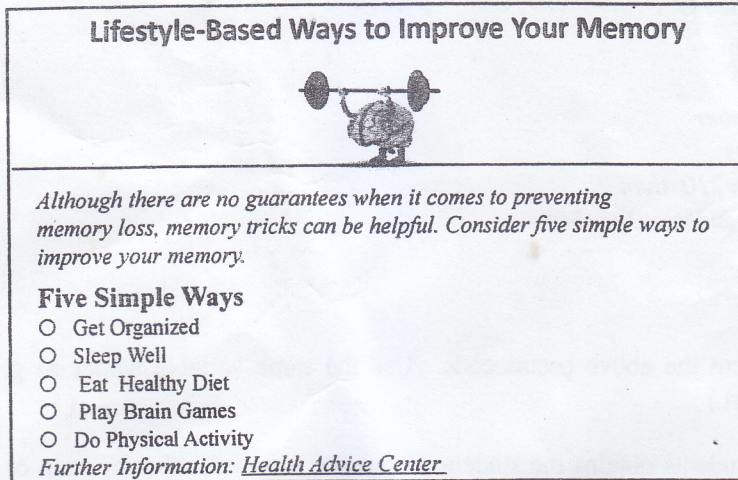 Lifestyle-Based Ways to Improve Your Memory
Although there are no guarantees when it comes to preventing
memory loss, memory tricks can be helpful. Consider five simple ways to
improve your memory.
Five Simple Ways
O Get Organized
O Sleep Well
O Eat Healthy Diet
O Play Brain Games
O Do Physical Activity
Further Information: Health Advice Center